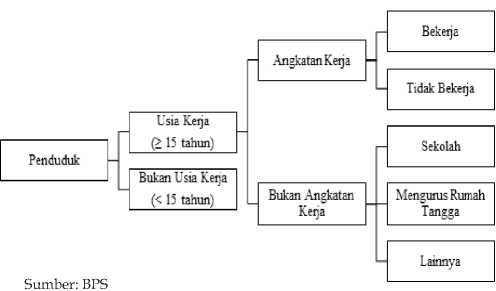 Penduduk
Usia Kerja
(≥ 15 tahun)
Bukan Usia Kerja
(< 15 tahun)
Angkatan Kerja
Bukan Angkatan
Kerja
Bekerja
Tidak Bekerja
Sekolah
Mengurus Rumah
Tangga
Lainnya
Sumber: BPS